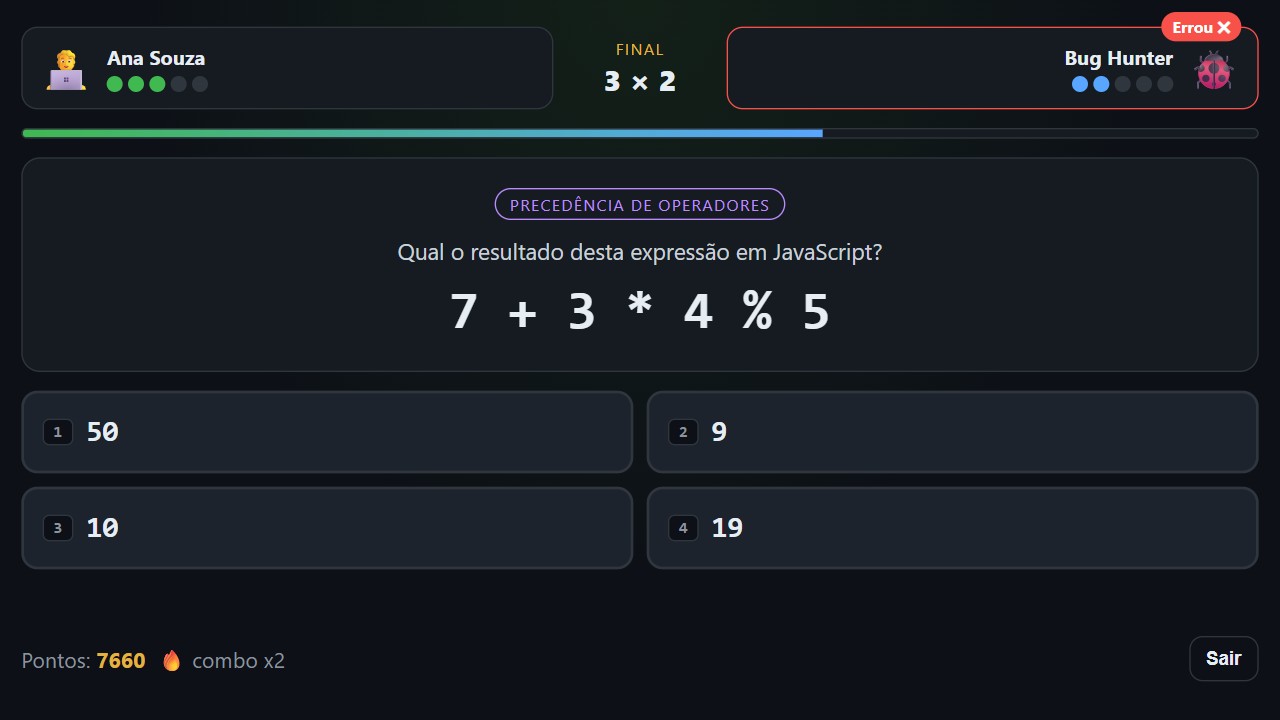 Ana Souza
FINAL
3 × 2
Errou ❌
Bug Hunter
PRECEDÊNCIA DE OPERADORES
Qual o resultado desta expressão em JavaScript?
7 + 3 * 4 % 5
1 50
2 9
3 10
4 19
Pontos: 7660 🔥 combo x2
Sair